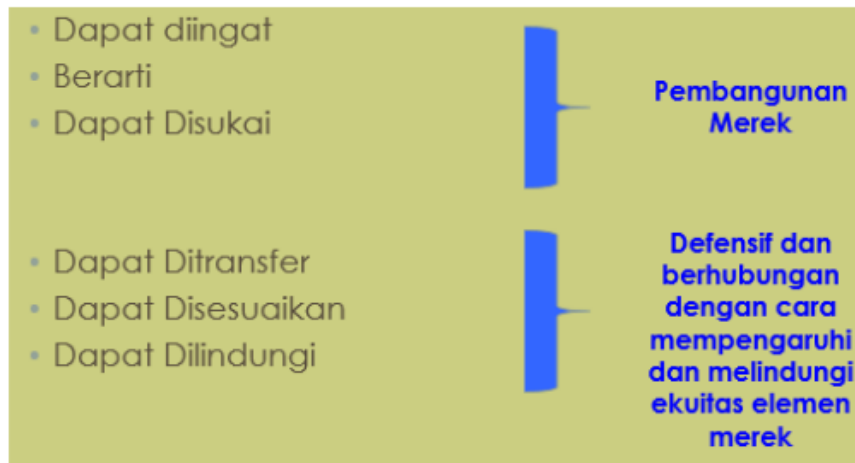 • Dapat diingat
• Berarti
• Dapat Disukai
Pembangunan
Merek
• Dapat Ditransfer
• Dapat Disesuaikan
• Dapat Dilindungi
Defensif dan
berhubungan
dengan cara
mempengaruhi
dan melindungi
ekuitas elemen
merek